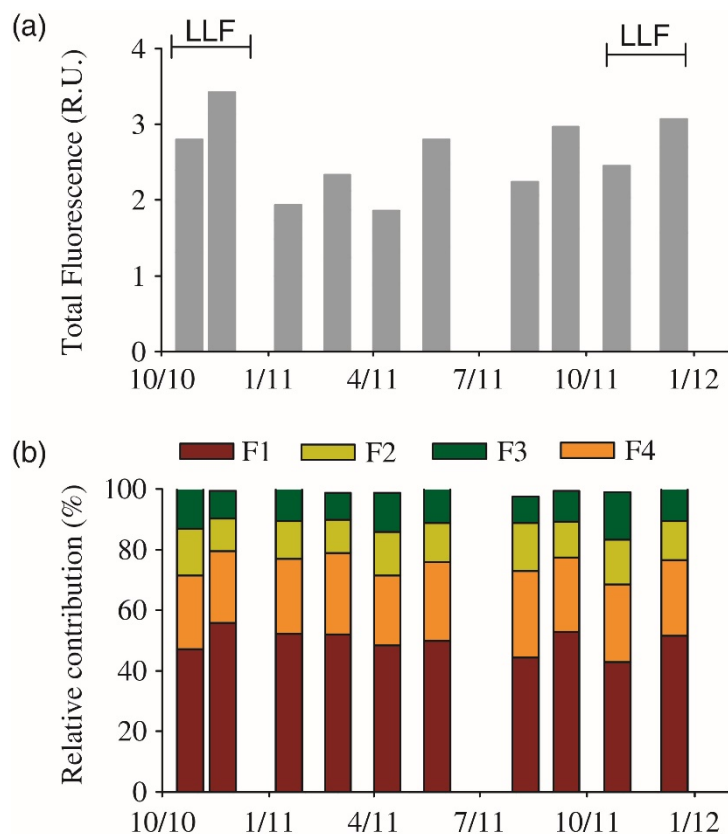 (a)
LLF
LLF
Total Fluorescence (R.U.)
4
3
2
1
0
10/10 1/11 4/11 7/11 10/11 1/12
(b)
F1 F2 F3 F4
Relative contribution (%)
100
80
60
40
20
0
10/10 1/11 4/11 7/11 10/11 1/12